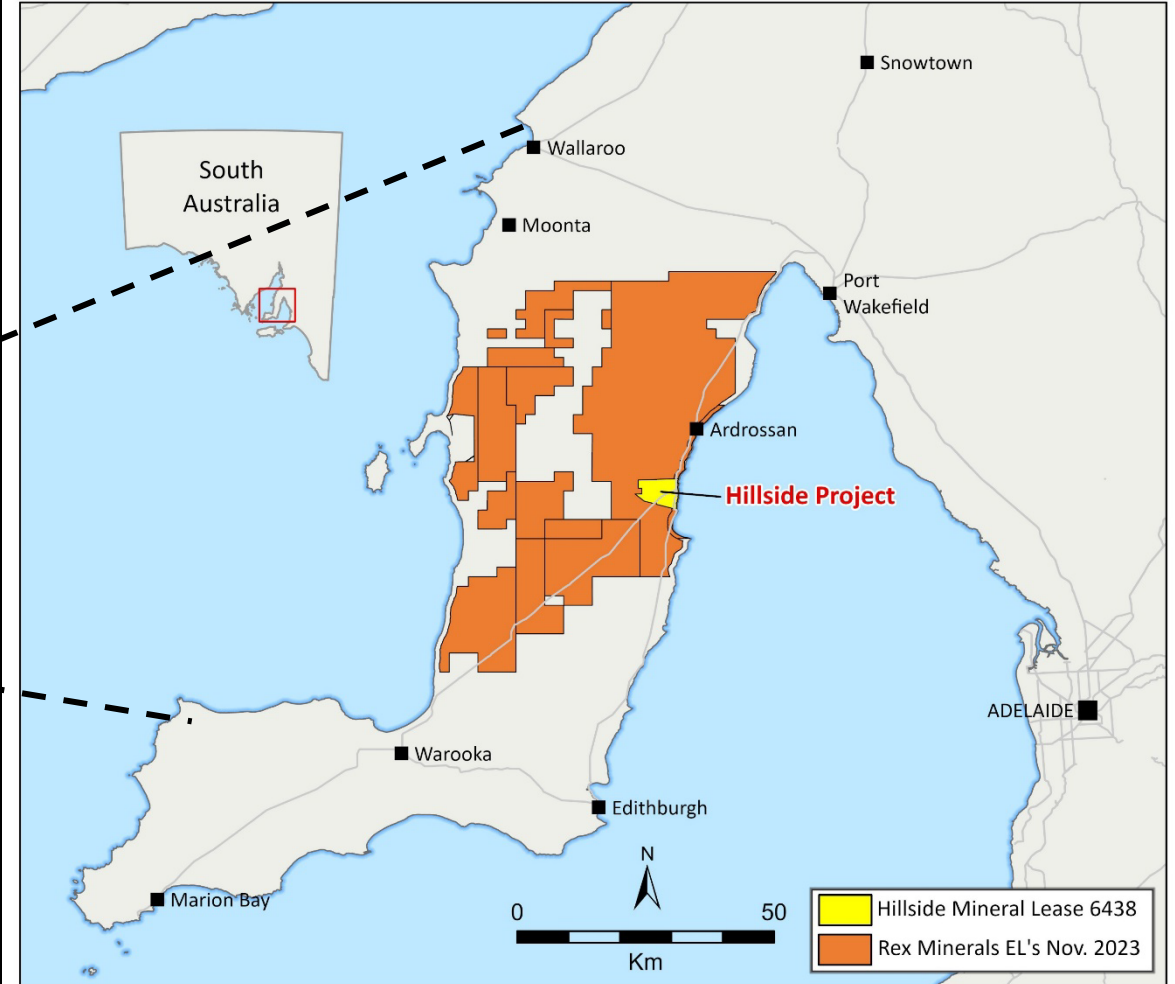 Snowtown
Wallaroo
South
Australia
Moonta
Port
Wakefield
Ardrossan
Hillside Project
ADELAIDE
Warooka
Edithburgh
Marion Bay
N
0 50
Km
Hillside Mineral Lease 6438
Rex Minerals EL's Nov. 2023